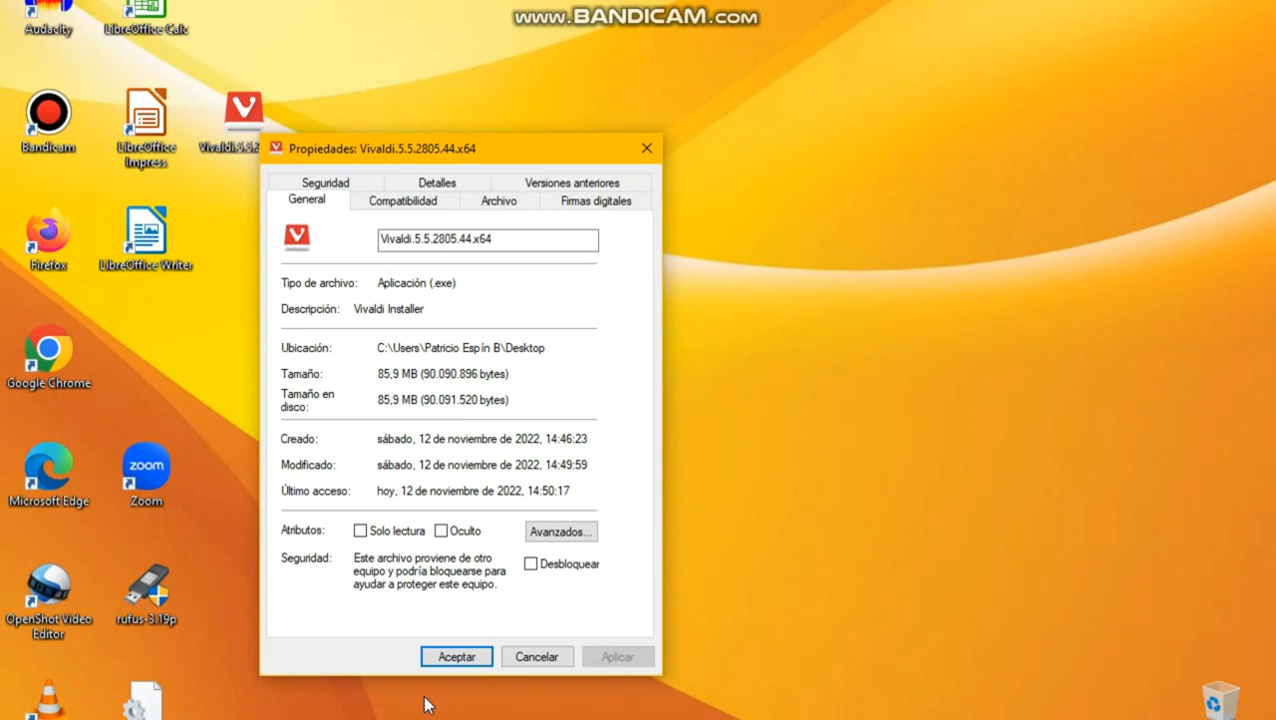 www.BANDICAM.com
Audacity
LibreOffice Calc
Bandicam
LibreOffice
Impress
Vivaldi.5.5.2
Firefox
LibreOffice Writer
Google Chrome
Microsoft Edge
zoom
Zoom
OpenShot Video
Editor
rufus-3.19p
Propiedades: Vivaldi.5.5.2805.44.x64
Seguridad
Detalles
Versiones anteriores
General
Compatibilidad
Archivo
Firmas digitales
Vivaldi.5.5.2805.44.x64
Tipo de archivo: Aplicación (.exe)
Descripción: Vivaldi Installer
Ubicación: C:\Users\Patricio Espín B\Desktop
Tamaño: 85,9 MB (90.090.896 bytes)
Tamaño en
disco: 85,9 MB (90.091.520 bytes)
Creado: sábado, 12 de noviembre de 2022, 14:46:23
Modificado: sábado, 12 de noviembre de 2022, 14:49:59
Último acceso: hoy, 12 de noviembre de 2022, 14:50:17
Atributos: Solo lectura Oculto Avanzados...
Seguridad: Este archivo proviene de otro
equipo y podría bloquearse para
ayudar a proteger este equipo.
Desbloquear
Aceptar
Cancelar
Aplicar